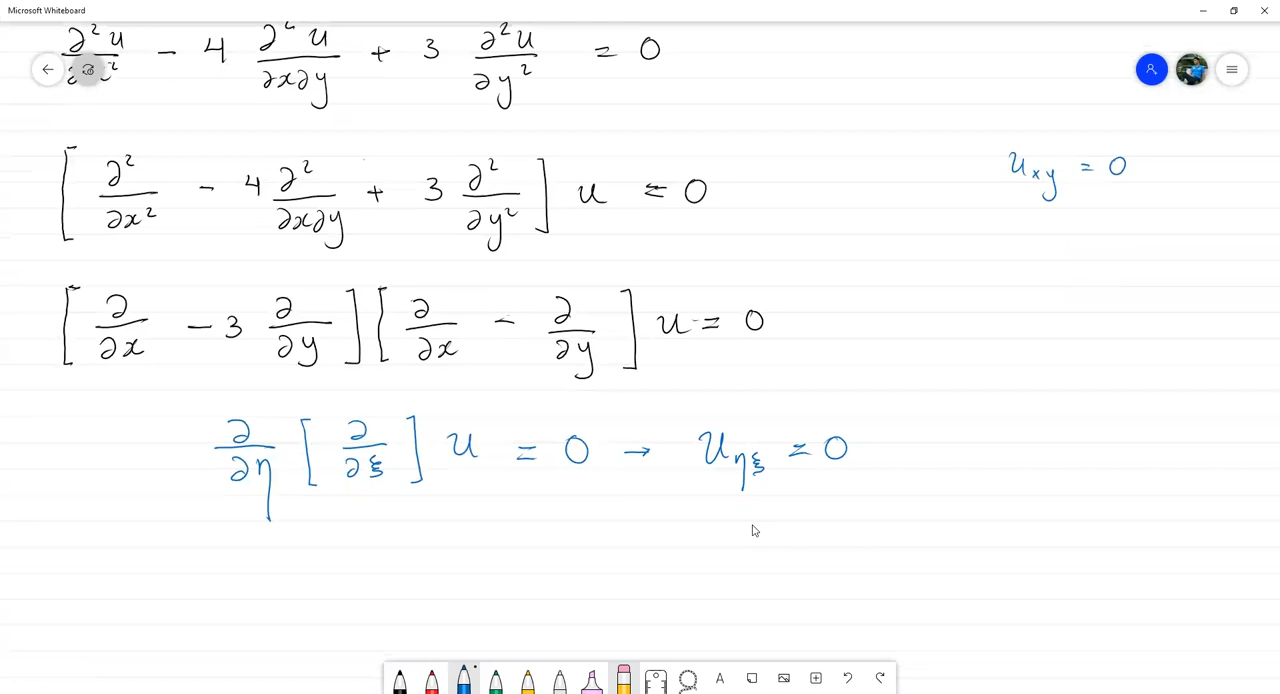 Microsoft Whiteboard
∂²u/∂x² − 4 ∂²u/∂x∂y + 3 ∂²u/∂y² = 0
[ ∂²/∂x² − 4 ∂²/∂x∂y + 3 ∂²/∂y² ] u = 0
u_xy = 0
[ ∂/∂x − 3 ∂/∂y ] [ ∂/∂x − ∂/∂y ] u = 0
∂/∂η [ ∂/∂ξ ] u = 0 → u_ηξ = 0
A